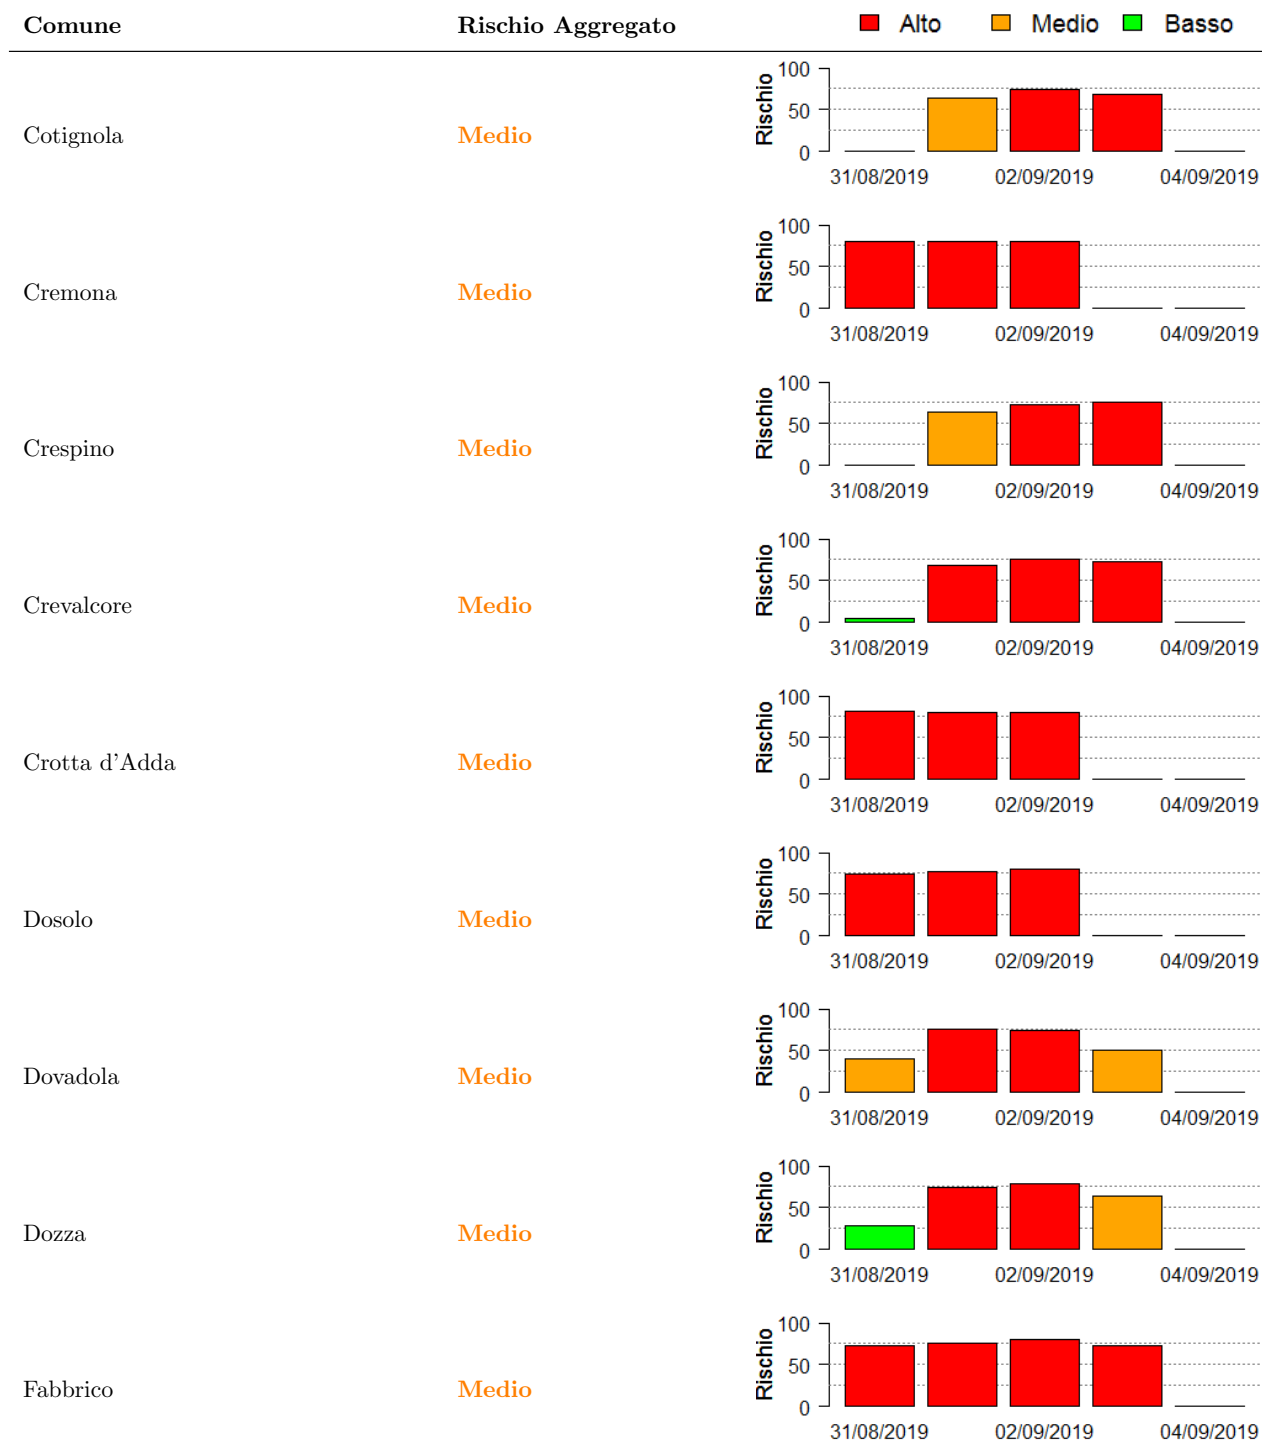 Comune Rischio Aggregato Alto Medio Basso
Cotignola Medio
Rischio
100
50
0
31/08/2019 02/09/2019 04/09/2019
Cremona Medio
Rischio
100
50
0
31/08/2019 02/09/2019 04/09/2019
Crespino Medio
Rischio
100
50
0
31/08/2019 02/09/2019 04/09/2019
Crevalcore Medio
Rischio
100
50
0
31/08/2019 02/09/2019 04/09/2019
Crotta d'Adda Medio
Rischio
100
50
0
31/08/2019 02/09/2019 04/09/2019
Dosolo Medio
Rischio
100
50
0
31/08/2019 02/09/2019 04/09/2019
Dovadola Medio
Rischio
100
50
0
31/08/2019 02/09/2019 04/09/2019
Dozza Medio
Rischio
100
50
0
31/08/2019 02/09/2019 04/09/2019
Fabbrico Medio
Rischio
100
50
0
31/08/2019 02/09/2019 04/09/2019